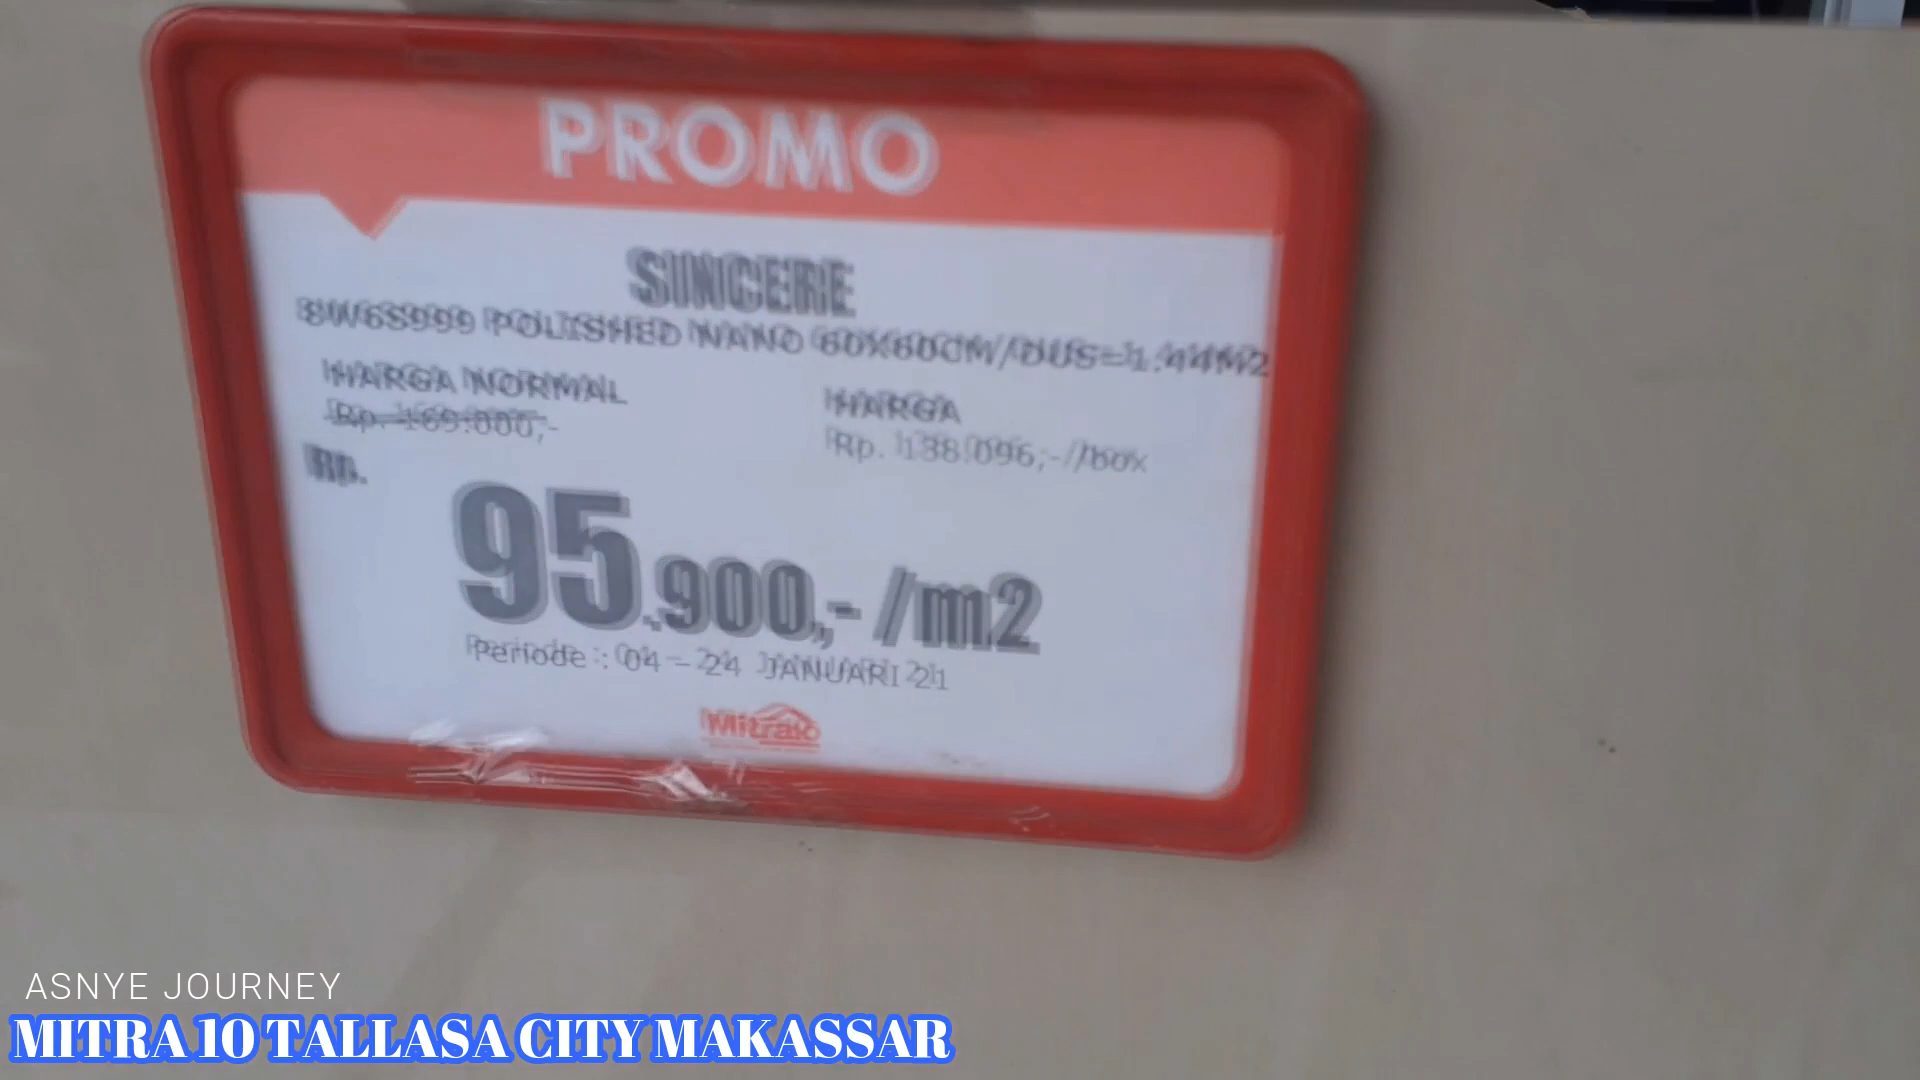 PROMO
SINCERE
SW6S999 POLISHED NANO 60X60CM/DUS=1.44M2
HARGA NORMAL
Rp. 169.000,-
HARGA
Rp. 138.096,-/box
Rp.
95.900,- /m2
Periode : 04 - 24 JANUARI 21
Mitra10
ASNYE JOURNEY
MITRA 10 TALLASA CITY MAKASSAR